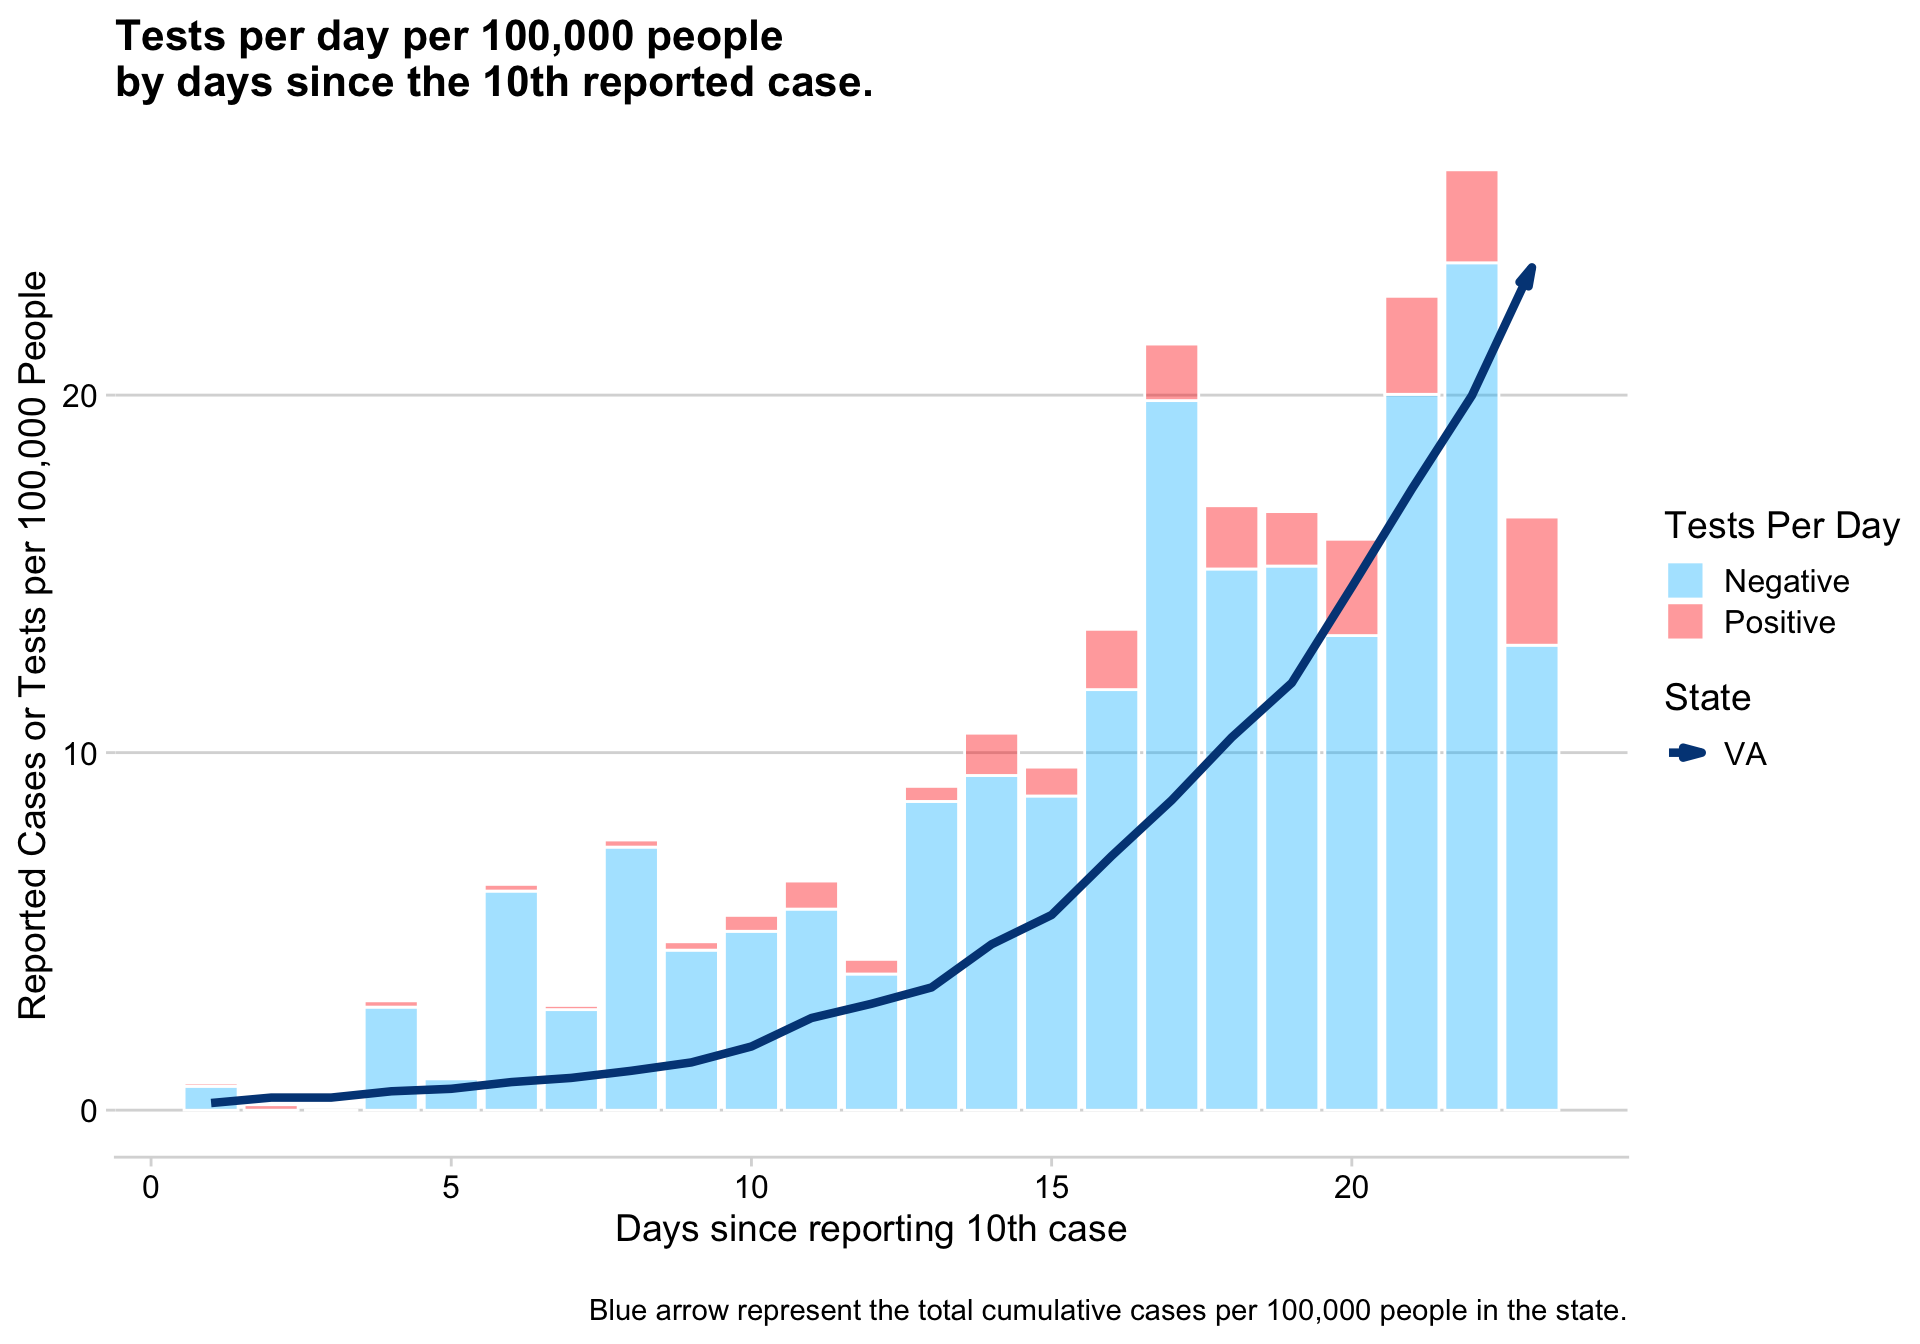 Tests per day per 100,000 people
by days since the 10th reported case.
Reported Cases or Tests per 100,000 People
20
10
0
0
5
10
15
20
Days since reporting 10th case
Tests Per Day
Negative
Positive
State
VA
Blue arrow represent the total cumulative cases per 100,000 people in the state.